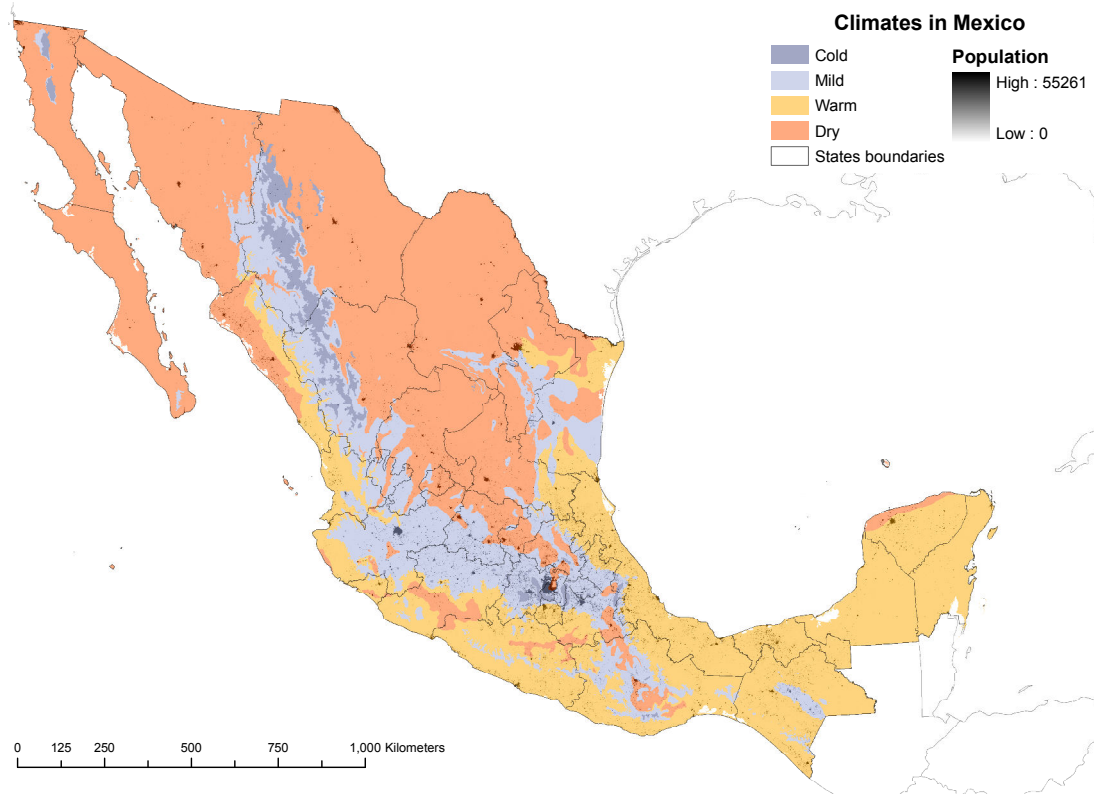 Climates in Mexico
Cold
Mild
Warm
Dry
States boundaries
Population
High : 55261
Low : 0
0 125 250 500 750 1,000 Kilometers